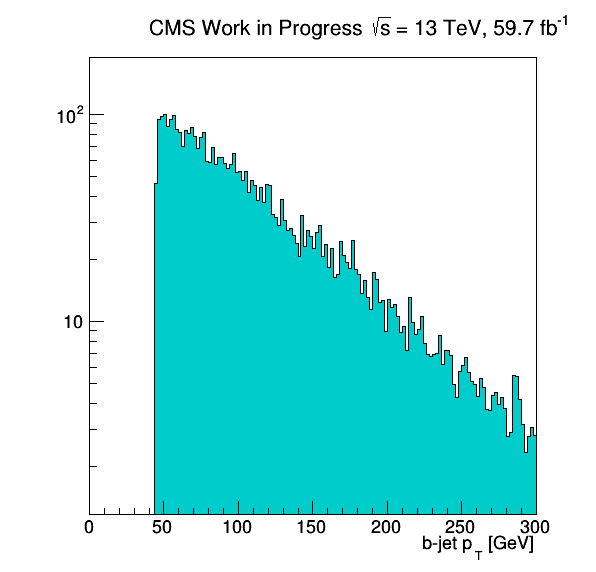 CMS Work in Progress √s = 13 TeV, 59.7 fb⁻¹
10²
10
0 50 100 150 200 250 300
b-jet p_T [GeV]